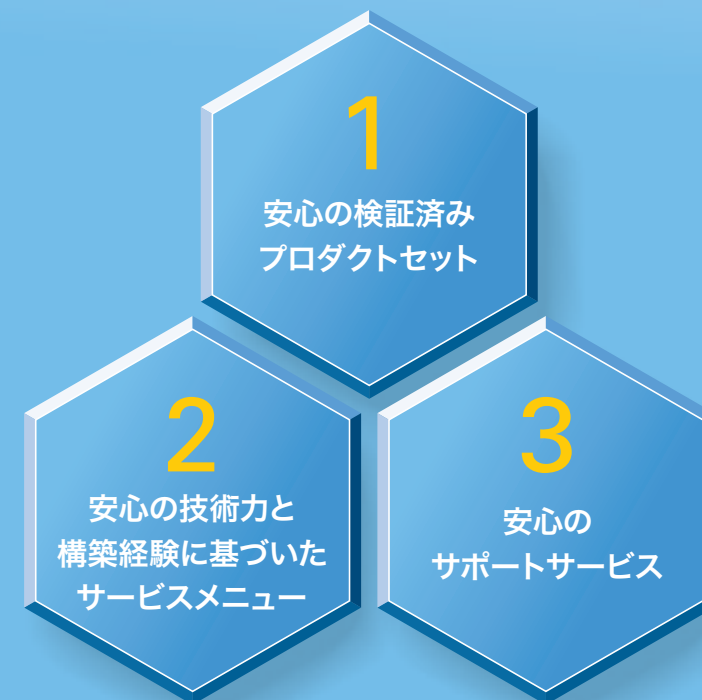 1
安心の検証済み
プロダクトセット
2
安心の技術力と
構築経験に基づいた
サービスメニュー
3
安心の
サポートサービス